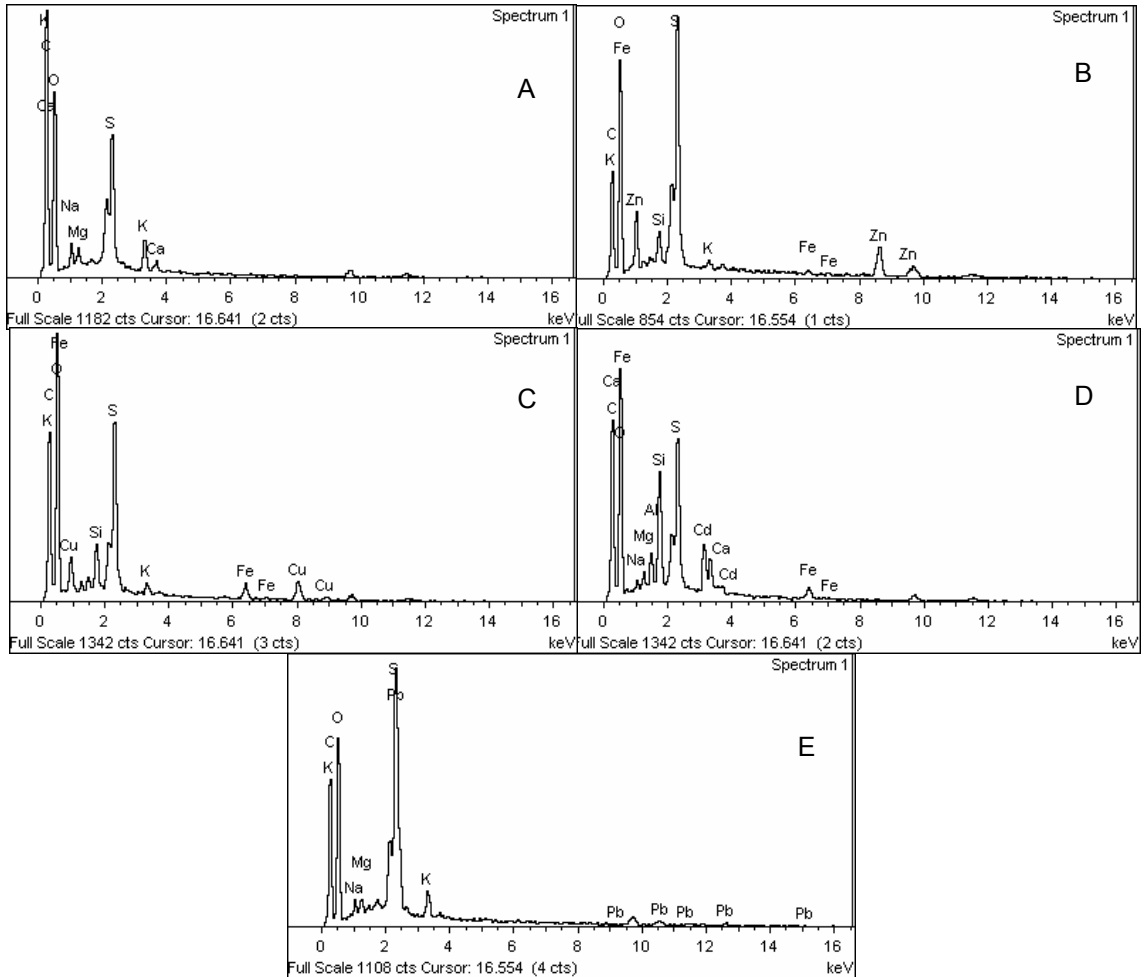 Spectrum 1
K
C
O
Ca
A
S
Na
Mg
K
Ca
0 2 4 6 8 10 12 14 16
Full Scale 1182 cts Cursor: 16.641 (2 cts) keV
Spectrum 1
O
S
Fe
B
C
K
Zn
Si
K
Fe
Fe
Zn
Zn
0 2 4 6 8 10 12 14 16
ull Scale 854 cts Cursor: 16.554 (1 cts) keV
Spectrum 1
Fe
O
C
C
K
S
Cu
Si
K
Fe
Fe
Cu
Cu
0 2 4 6 8 10 12 14 16
Full Scale 1342 cts Cursor: 16.641 (3 cts) keV
Spectrum 1
Fe
Ca
D
C
O
S
Si
Al
Mg
Na
Cd
Ca
Cd
Fe
Fe
0 2 4 6 8 10 12 14 16
ull Scale 1342 cts Cursor: 16.641 (2 cts) keV
Spectrum 1
S
Pb
O
C
K
E
Mg
Na
K
Pb Pb Pb Pb Pb
0 2 4 6 8 10 12 14 16
Full Scale 1108 cts Cursor: 16.554 (4 cts) keV